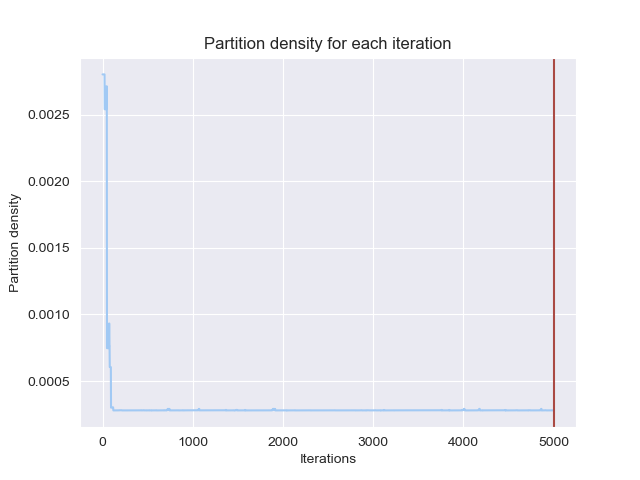 Partition density for each iteration
0.0025
0.0020
0.0015
0.0010
0.0005
Partition density
0 1000 2000 3000 4000 5000
Iterations